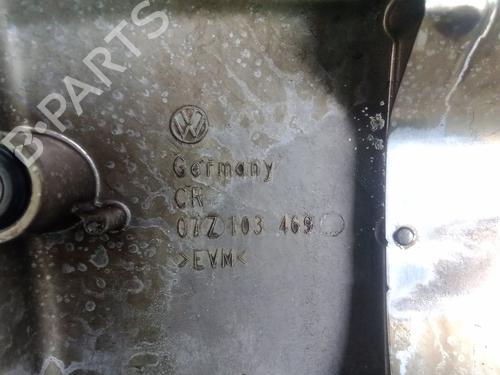 B-PARTS
VW
Germany
CR
07Z 103 469
>EVM<